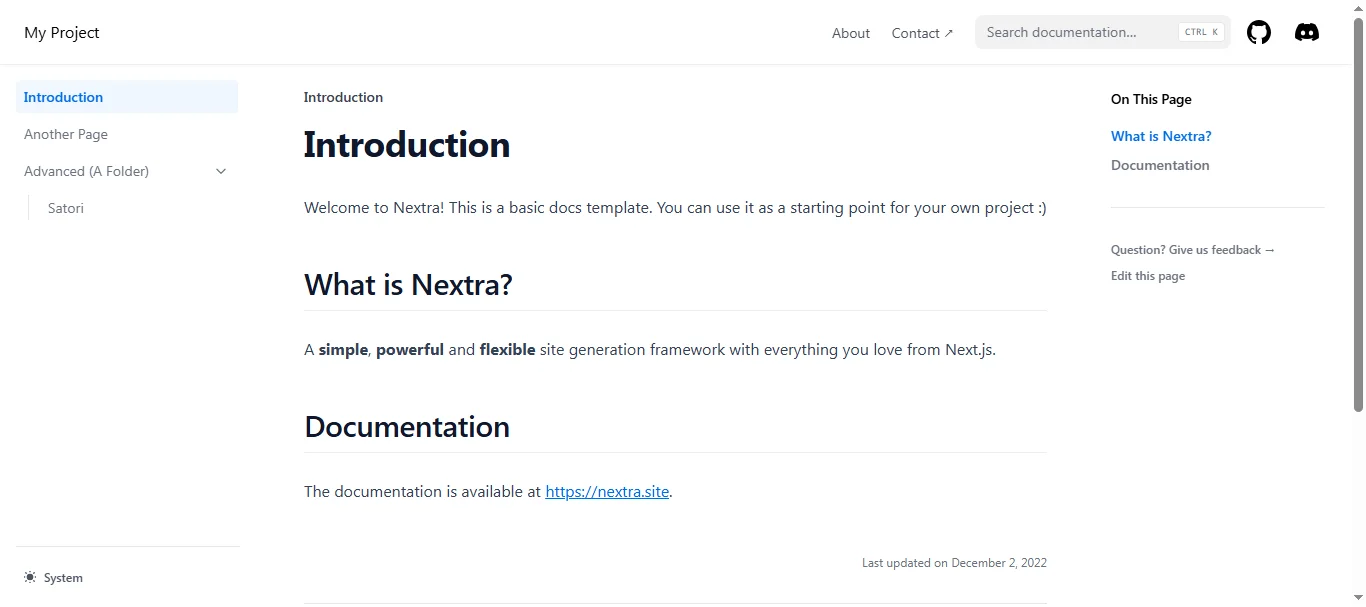 My Project
About
Contact ↗
Search documentation...
CTRL K
Introduction
Another Page
Advanced (A Folder)
Satori
System
Introduction
Introduction
Welcome to Nextra! This is a basic docs template. You can use it as a starting point for your own project :)
What is Nextra?
A simple, powerful and flexible site generation framework with everything you love from Next.js.
Documentation
The documentation is available at https://nextra.site.
Last updated on December 2, 2022
On This Page
What is Nextra?
Documentation
Question? Give us feedback →
Edit this page